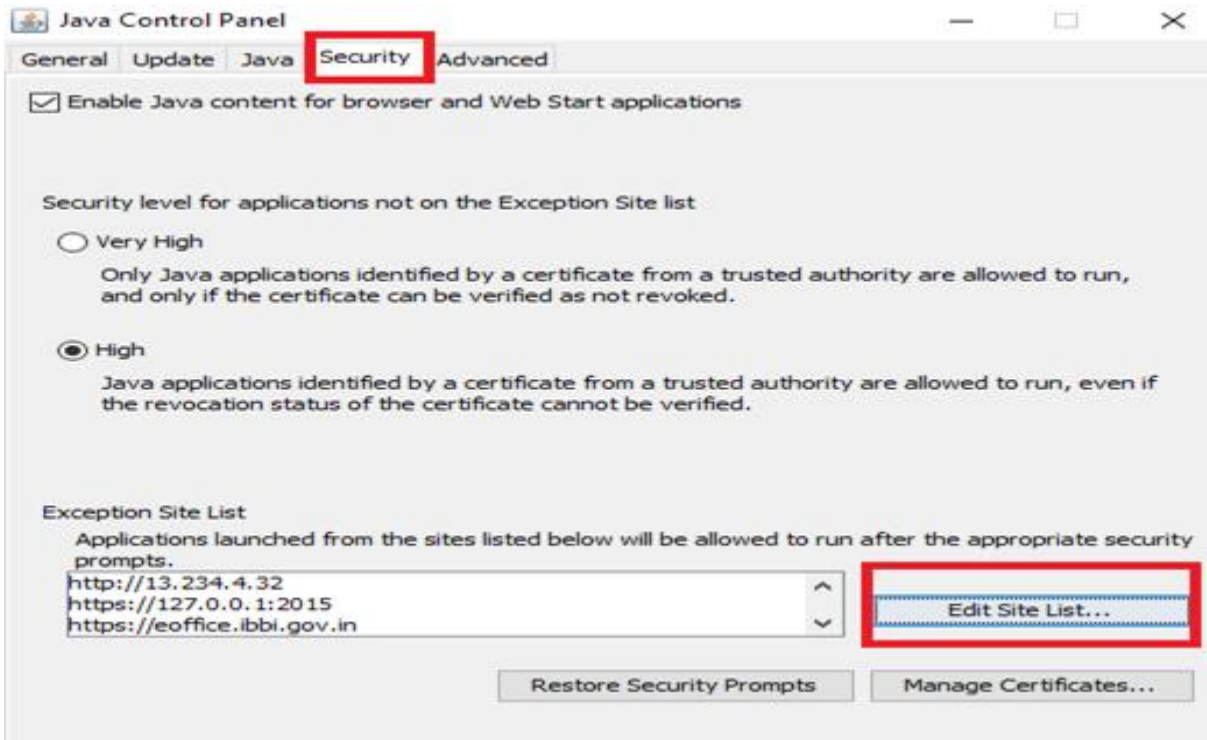 Java Control Panel
General Update Java Security Advanced
Enable Java content for browser and Web Start applications
Security level for applications not on the Exception Site list
Very High
Only Java applications identified by a certificate from a trusted authority are allowed to run,
and only if the certificate can be verified as not revoked.
High
Java applications identified by a certificate from a trusted authority are allowed to run, even if
the revocation status of the certificate cannot be verified.
Exception Site List
Applications launched from the sites listed below will be allowed to run after the appropriate security
prompts.
http://13.234.4.32
https://127.0.0.1:2015
https://eoffice.ibbi.gov.in
Edit Site List...
Restore Security Prompts Manage Certificates...